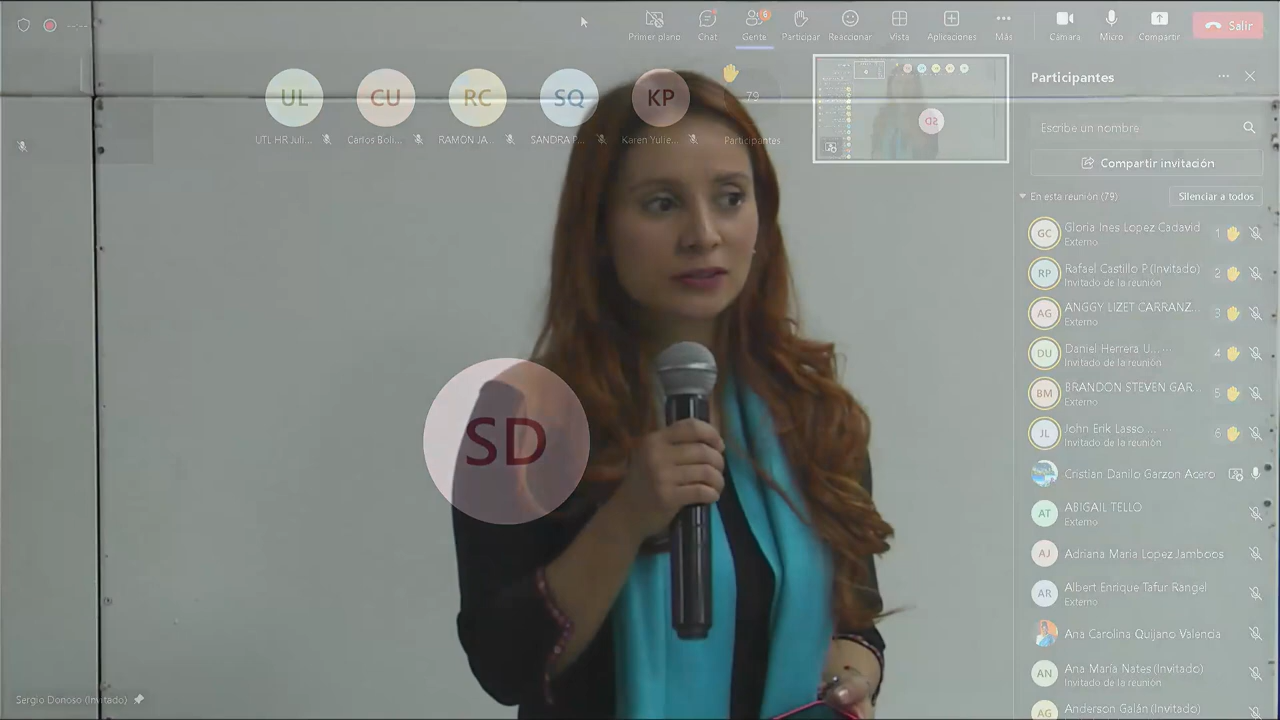 6
Primer plano Chat Gente Participar Reaccionar Vista Aplicaciones Más Cámara Micro Compartir Salir
UL CU RC SQ KP 79
UTL HR Juli... Carlos Boli... RAMON JA... SANDRA P... Karen Yulie... Participantes
SD
Sergio Donoso (Invitado)
Participantes
Escribe un nombre
Compartir invitación
En esta reunión (79) Silenciar a todos
GC Gloria Ines Lopez Cadavid 1
Externo
RP Rafael Castillo P (Invitado) 2
Invitado de la reunión
AG ANGGY LIZET CARRANZ... 3
Externo
DU Daniel Herrera U... 4
Invitado de la reunión
BM BRANDON STEVEN GAR... 5
Externo
JL John Erik Lasso... 6
Invitado de la reunión
Cristian Danilo Garzon Acero
AT ABIGAIL TELLO
Externo
AJ Adriana Maria Lopez Jamboos
AR Albert Enrique Tafur Rangel
Externo
Ana Carolina Quijano Valencia
AN Ana María Nates (Invitado)
Invitado de la reunión
AG Anderson Galán (Invitado)